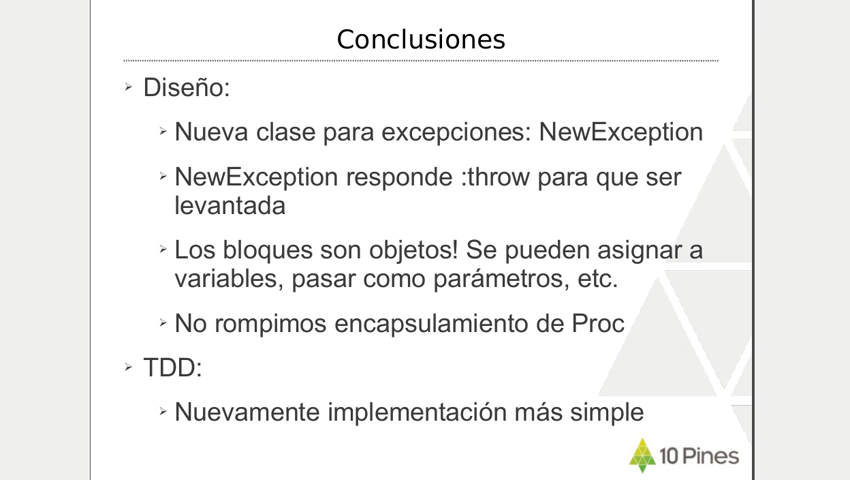 Conclusiones
Diseño:
Nueva clase para excepciones: NewException
NewException responde :throw para que ser
levantada
Los bloques son objetos! Se pueden asignar a
variables, pasar como parámetros, etc.
No rompimos encapsulamiento de Proc
TDD:
Nuevamente implementación más simple
10 Pines